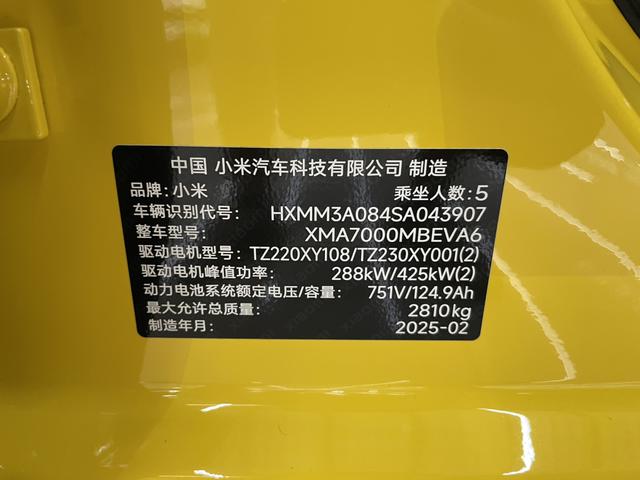 中国 小米汽车科技有限公司 制造
品牌:小米 乘坐人数:5
车辆识别代号: HXMM3A084SA043907
整车型号: XMA7000MBEVA6
驱动电机型号: TZ220XY108/TZ230XY001(2)
驱动电机峰值功率: 288kW/425kW(2)
动力电池系统额定电压/容量: 751V/124.9Ah
最大允许总质量: 2810kg
制造年月: 2025-02